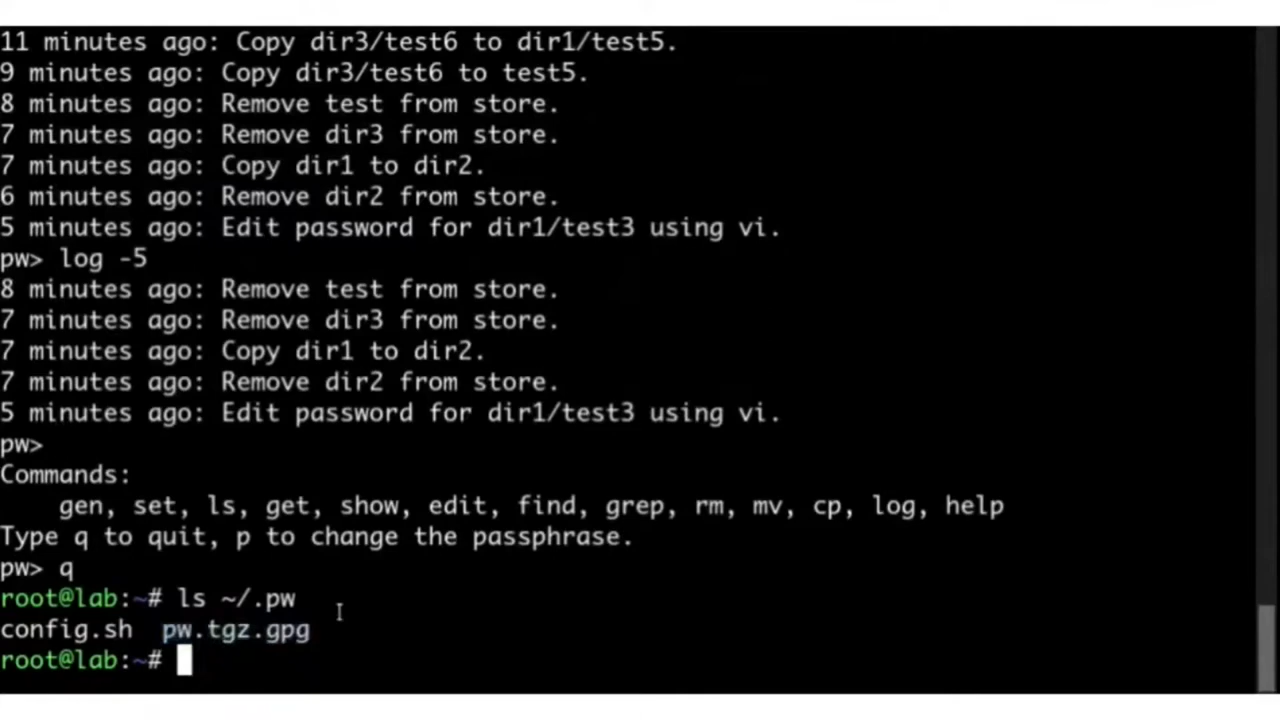 11 minutes ago: Copy dir3/test6 to dir1/test5.
9 minutes ago: Copy dir3/test6 to test5.
8 minutes ago: Remove test from store.
7 minutes ago: Remove dir3 from store.
7 minutes ago: Copy dir1 to dir2.
6 minutes ago: Remove dir2 from store.
5 minutes ago: Edit password for dir1/test3 using vi.
pw> log -5
8 minutes ago: Remove test from store.
7 minutes ago: Remove dir3 from store.
7 minutes ago: Copy dir1 to dir2.
7 minutes ago: Remove dir2 from store.
5 minutes ago: Edit password for dir1/test3 using vi.
pw>
Commands:
    gen, set, ls, get, show, edit, find, grep, rm, mv, cp, log, help
Type q to quit, p to change the passphrase.
pw> q
root@lab:~# ls ~/.pw
config.sh  pw.tgz.gpg
root@lab:~#